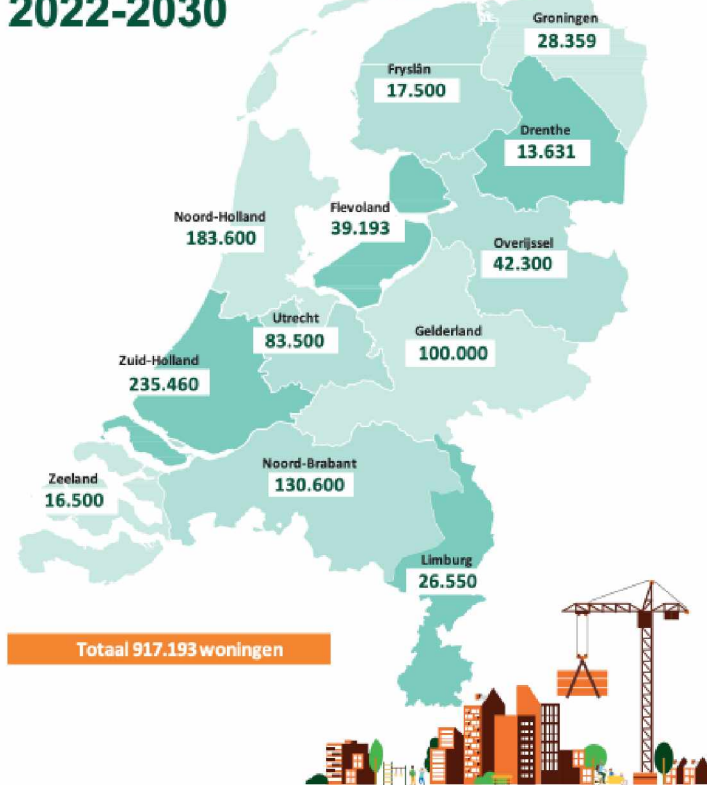 2022-2030
Groningen
28.359
Fryslân
17.500
Drenthe
13.631
Flevoland
39.193
Noord-Holland
183.600
Overijssel
42.300
Utrecht
83.500
Gelderland
100.000
Zuid-Holland
235.460
Noord-Brabant
130.600
Zeeland
16.500
Limburg
26.550
Totaal 917.193 woningen